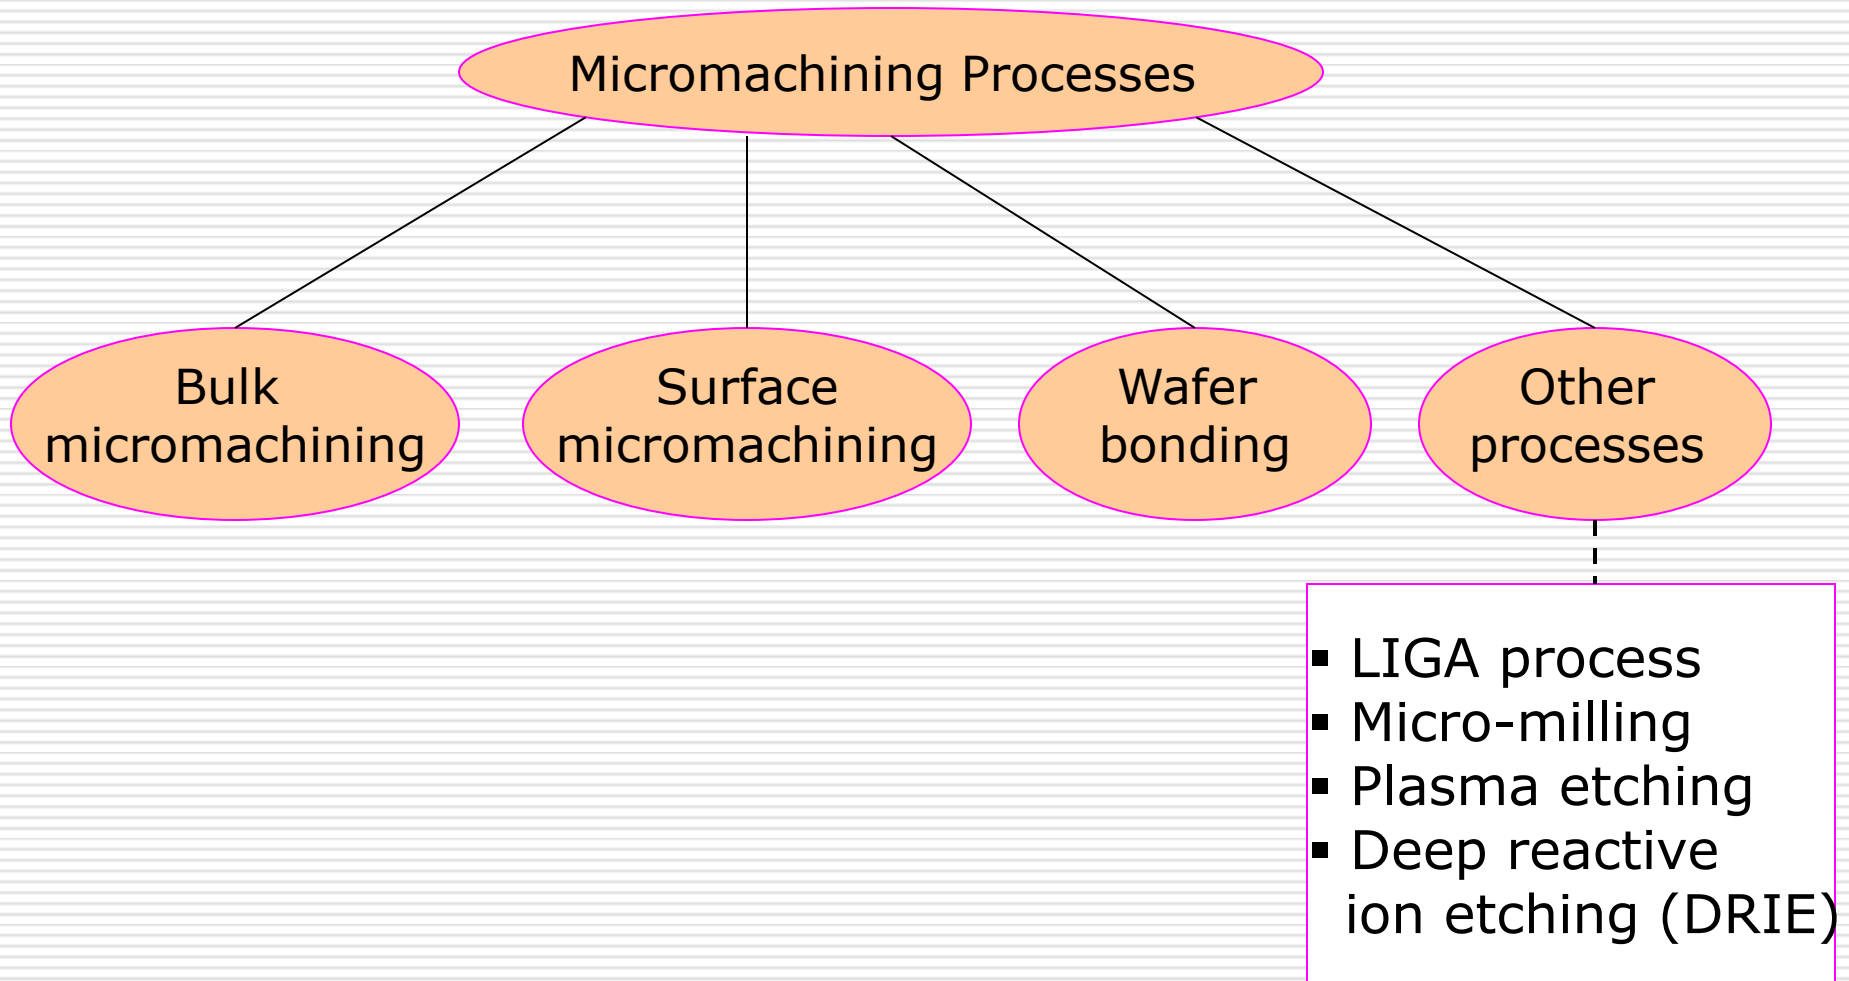 Micromachining Processes
Bulk
micromachining
Surface
micromachining
Wafer
bonding
Other
processes
▪ LIGA process
▪ Micro-milling
▪ Plasma etching
▪ Deep reactive
ion etching (DRIE)